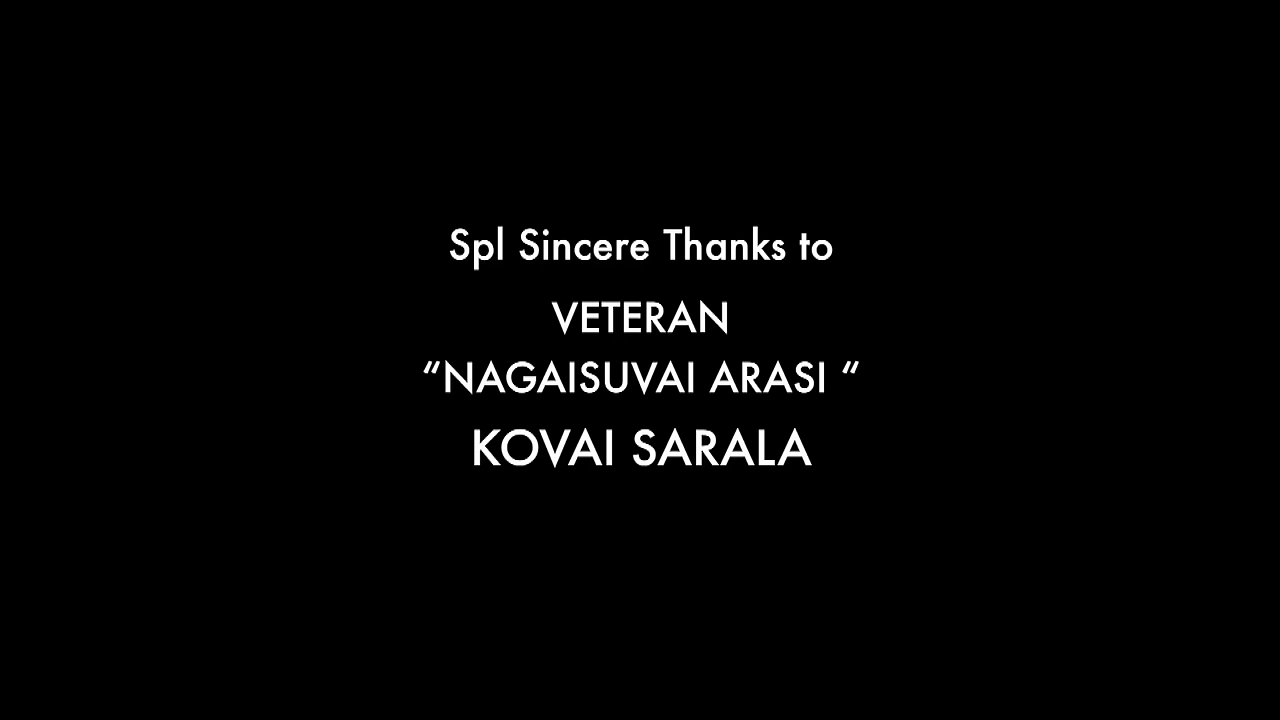 Spl Sincere Thanks to
VETERAN
“NAGAISUVAI ARASI “
KOVAI SARALA